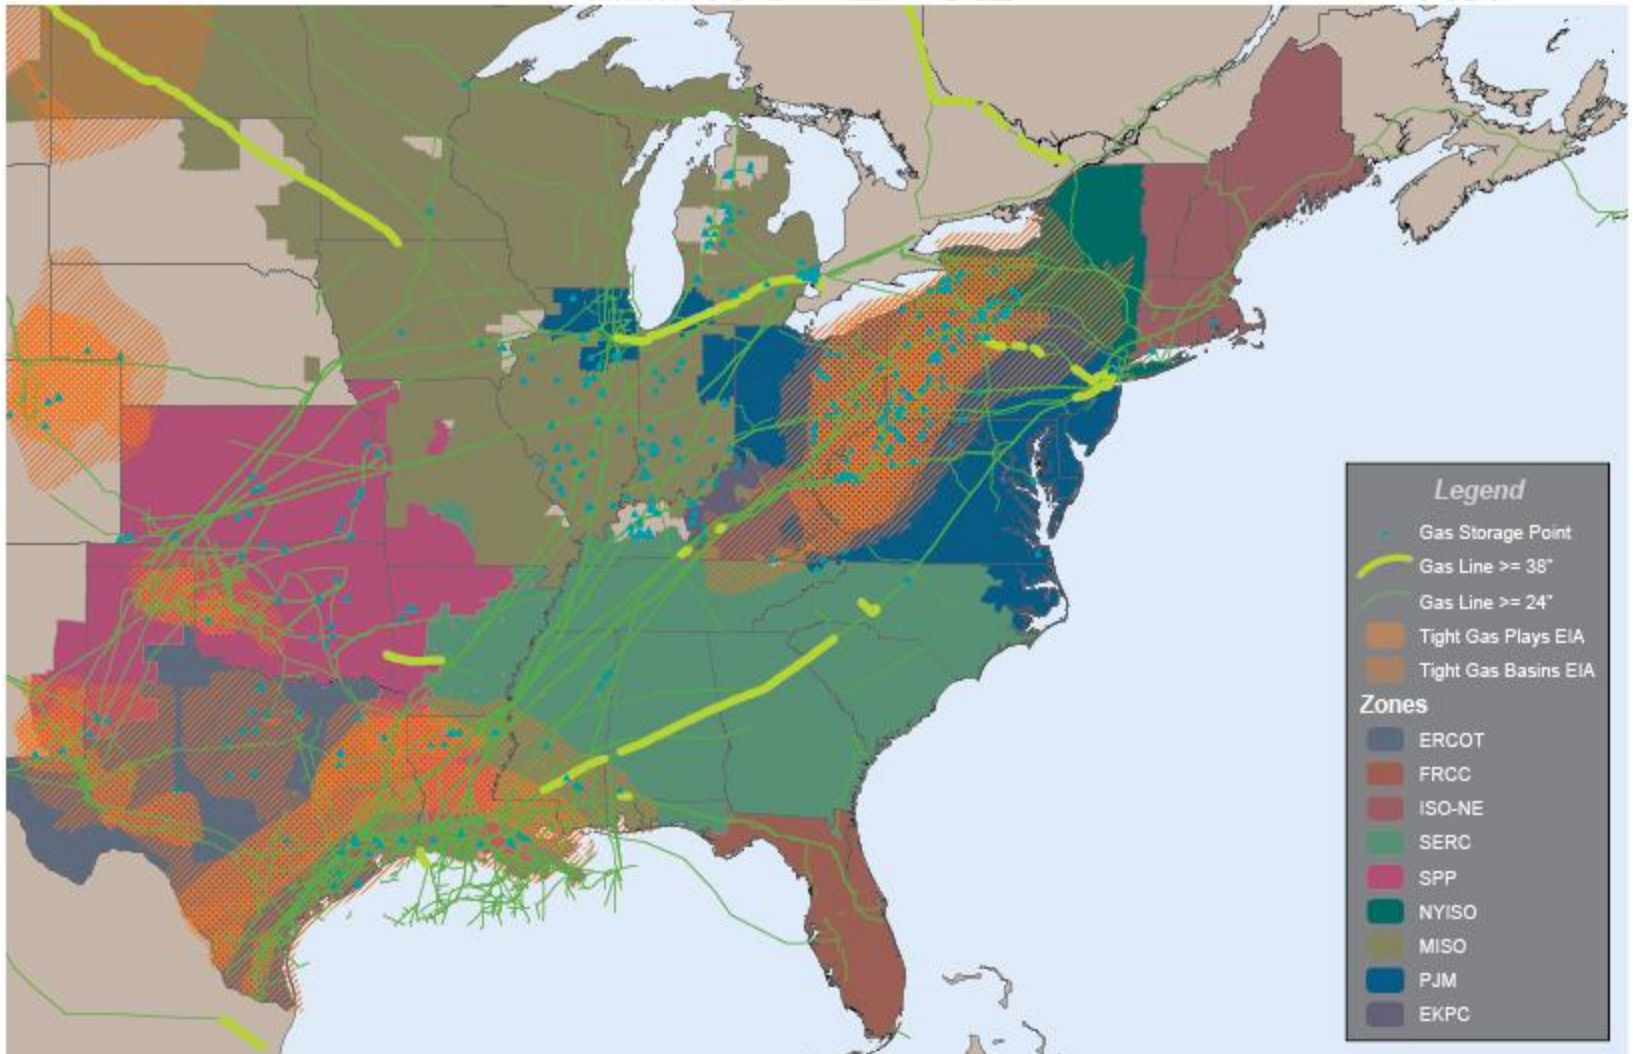 Legend
Gas Storage Point
Gas Line >= 38"
Gas Line >= 24"
Tight Gas Plays EIA
Tight Gas Basins EIA
Zones
ERCOT
FRCC
ISO-NE
SERC
SPP
NYISO
MISO
PJM
EKPC